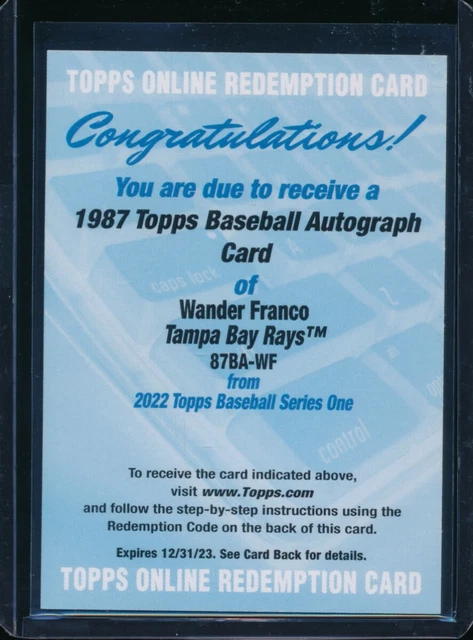 TOPPS ONLINE REDEMPTION CARD
Congratulations!
You are due to receive a
1987 Topps Baseball Autograph
Card
of
Wander Franco
Tampa Bay Rays™
87BA-WF
from
2022 Topps Baseball Series One
caps lock
A
Z
control
To receive the card indicated above,
visit www.Topps.com
and follow the step-by-step instructions using the
Redemption Code on the back of this card.
Expires 12/31/23. See Card Back for details.
TOPPS ONLINE REDEMPTION CARD